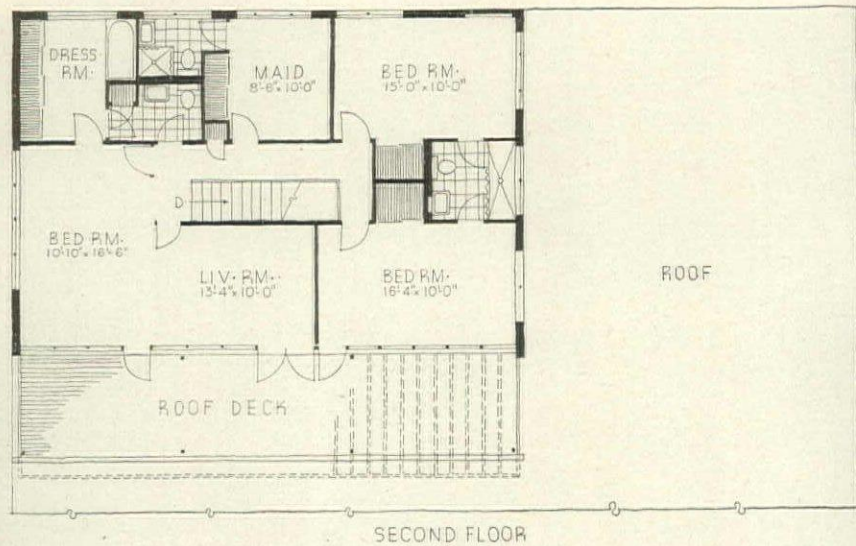 DRESS
RM.
MAID
8'-6" x 10'-0"
BED RM.
15'-0" x 10'-0"
D
BED RM.
10'-10" x 16'-6"
LIV. RM.
13'-4" x 10'-0"
BED RM.
16'-4" x 10'-0"
ROOF
ROOF DECK
SECOND FLOOR